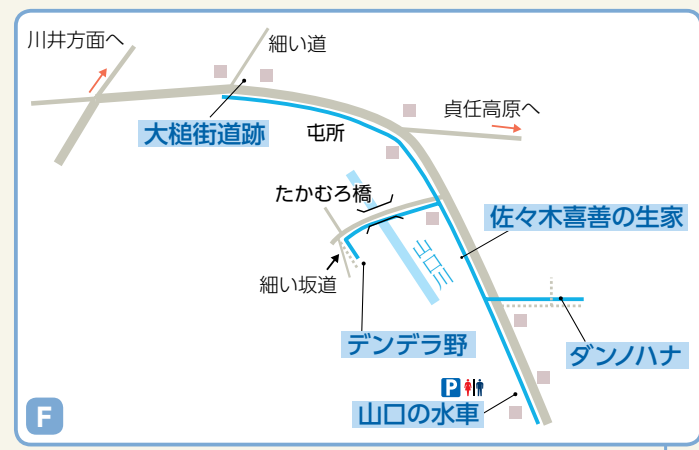 川井方面へ
細い道
大槌街道跡
屯所
貞任高原へ
たかむろ橋
佐々木喜善の生家
山口川
細い坂道
デンデラ野
ダンノハナ
P
山口の水車
F